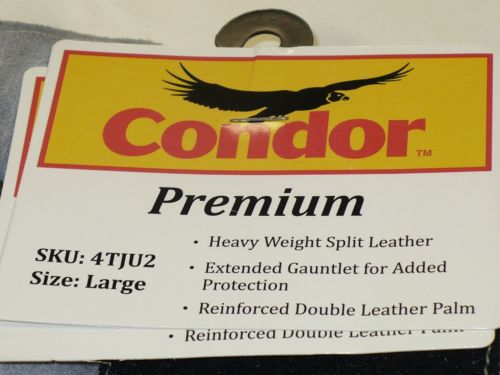 Condor™
Premium
SKU: 4TJU2
Size: Large
· Heavy Weight Split Leather
· Extended Gauntlet for Added
Protection
· Reinforced Double Leather Palm
· Reinforced Double Leather Palm